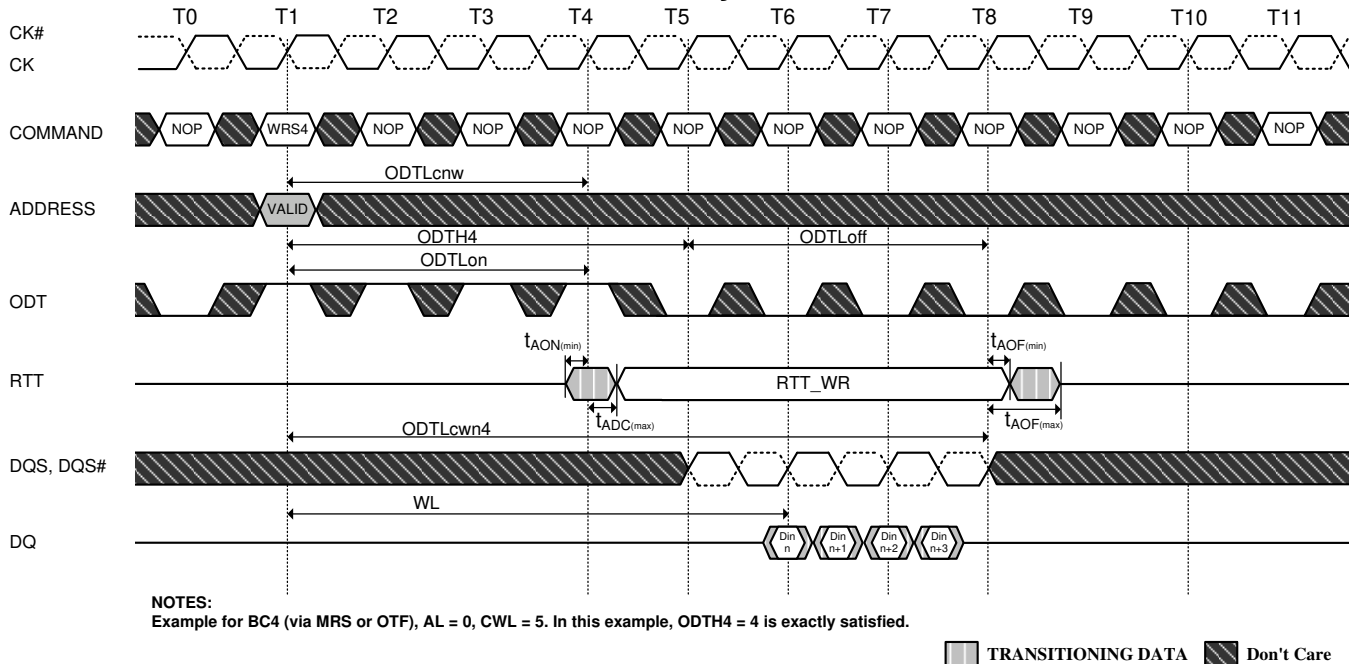 T0 T1 T2 T3 T4 T5 T6 T7 T8 T9 T10 T11
CK#
CK
COMMAND NOP WRS4 NOP NOP NOP NOP NOP NOP NOP NOP NOP NOP
ODTLcnw
ADDRESS VALID
ODTH4 ODTLoff
ODTLon
ODT
tAON(min) tAOF(min)
RTT RTT_WR
tADC(max) tAOF(max)
ODTLcwn4
DQS, DQS#
WL
DQ Din n Din n+1 Din n+2 Din n+3
NOTES:
Example for BC4 (via MRS or OTF), AL = 0, CWL = 5. In this example, ODTH4 = 4 is exactly satisfied.
TRANSITIONING DATA Don't Care